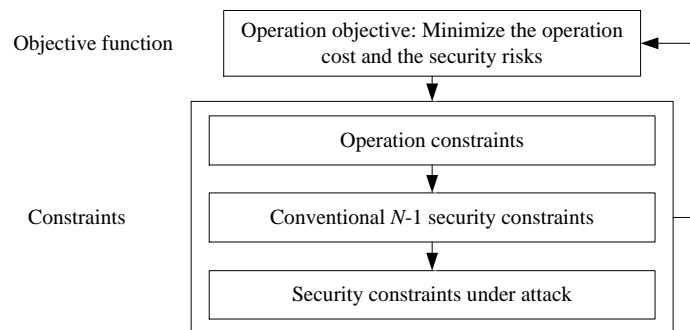 Objective function
Operation objective: Minimize the operation
cost and the security risks
Operation constraints
Constraints
Conventional N-1 security constraints
Security constraints under attack